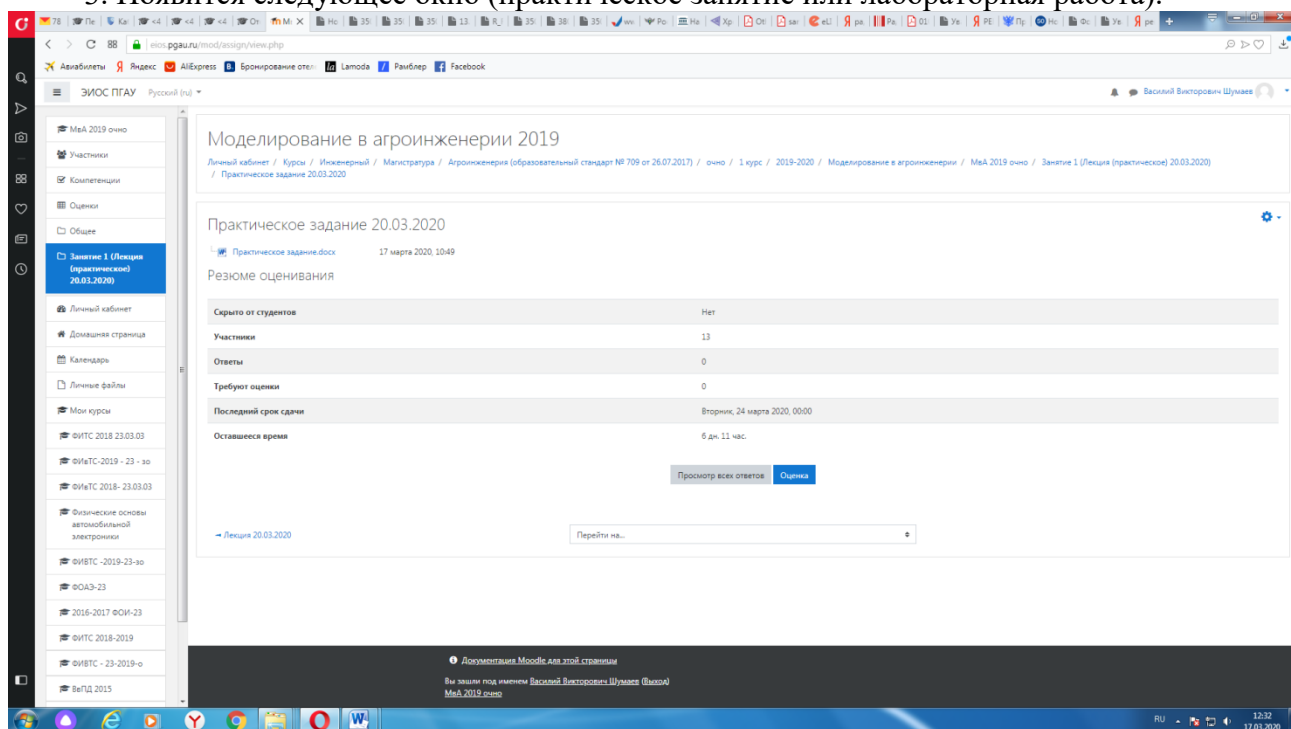 3. Появится следующее окно (практическое занятие или лабораторная работа).
eios.pgau.ru/mod/assign/view.php
Авиабилеты Яндекс AliExpress Бронирование отел Lamoda Рамблер Facebook
ЭИОС ПГАУ Русский (ru) Василий Викторович Шумаев
МвА 2019 очно
Участники
Компетенции
Оценки
Общее
Занятие 1 (Лекция
(практическое)
20.03.2020)
Личный кабинет
Домашняя страница
Календарь
Личные файлы
Мои курсы
ФИТС 2018 23.03.03
ФИвТС-2019 - 23 - зо
ФИвТС 2018- 23.03.03
Физические основы
автомобильной
электроники
ФИВТС -2019-23-зо
ФОАЭ-23
2016-2017 ФОИ-23
ФИТС 2018-2019
ФИВТС - 23-2019-о
ВвПД 2015
Моделирование в агроинженерии 2019
Личный кабинет / Курсы / Инженерный / Магистратура / Агроинженерия (образовательный стандарт № 709 от 26.07.2017) / очно / 1 курс / 2019-2020 / Моделирование в агроинженерии / МвА 2019 очно / Занятие 1 (Лекция (практическое) 20.03.2020)
/ Практическое задание 20.03.2020
Практическое задание 20.03.2020
Практическое задание.docx 17 марта 2020, 10:49
Резюме оценивания
Скрыто от студентов Нет
Участники 13
Ответы 0
Требуют оценки 0
Последний срок сдачи Вторник, 24 марта 2020, 00:00
Оставшееся время 6 дн. 11 час.
Просмотр всех ответов Оценка
→ Лекция 20.03.2020 Перейти на...
Документация Moodle для этой страницы
Вы зашли под именем Василий Викторович Шумаев (Выход)
МвА 2019 очно
RU 12:32
17.03.2020